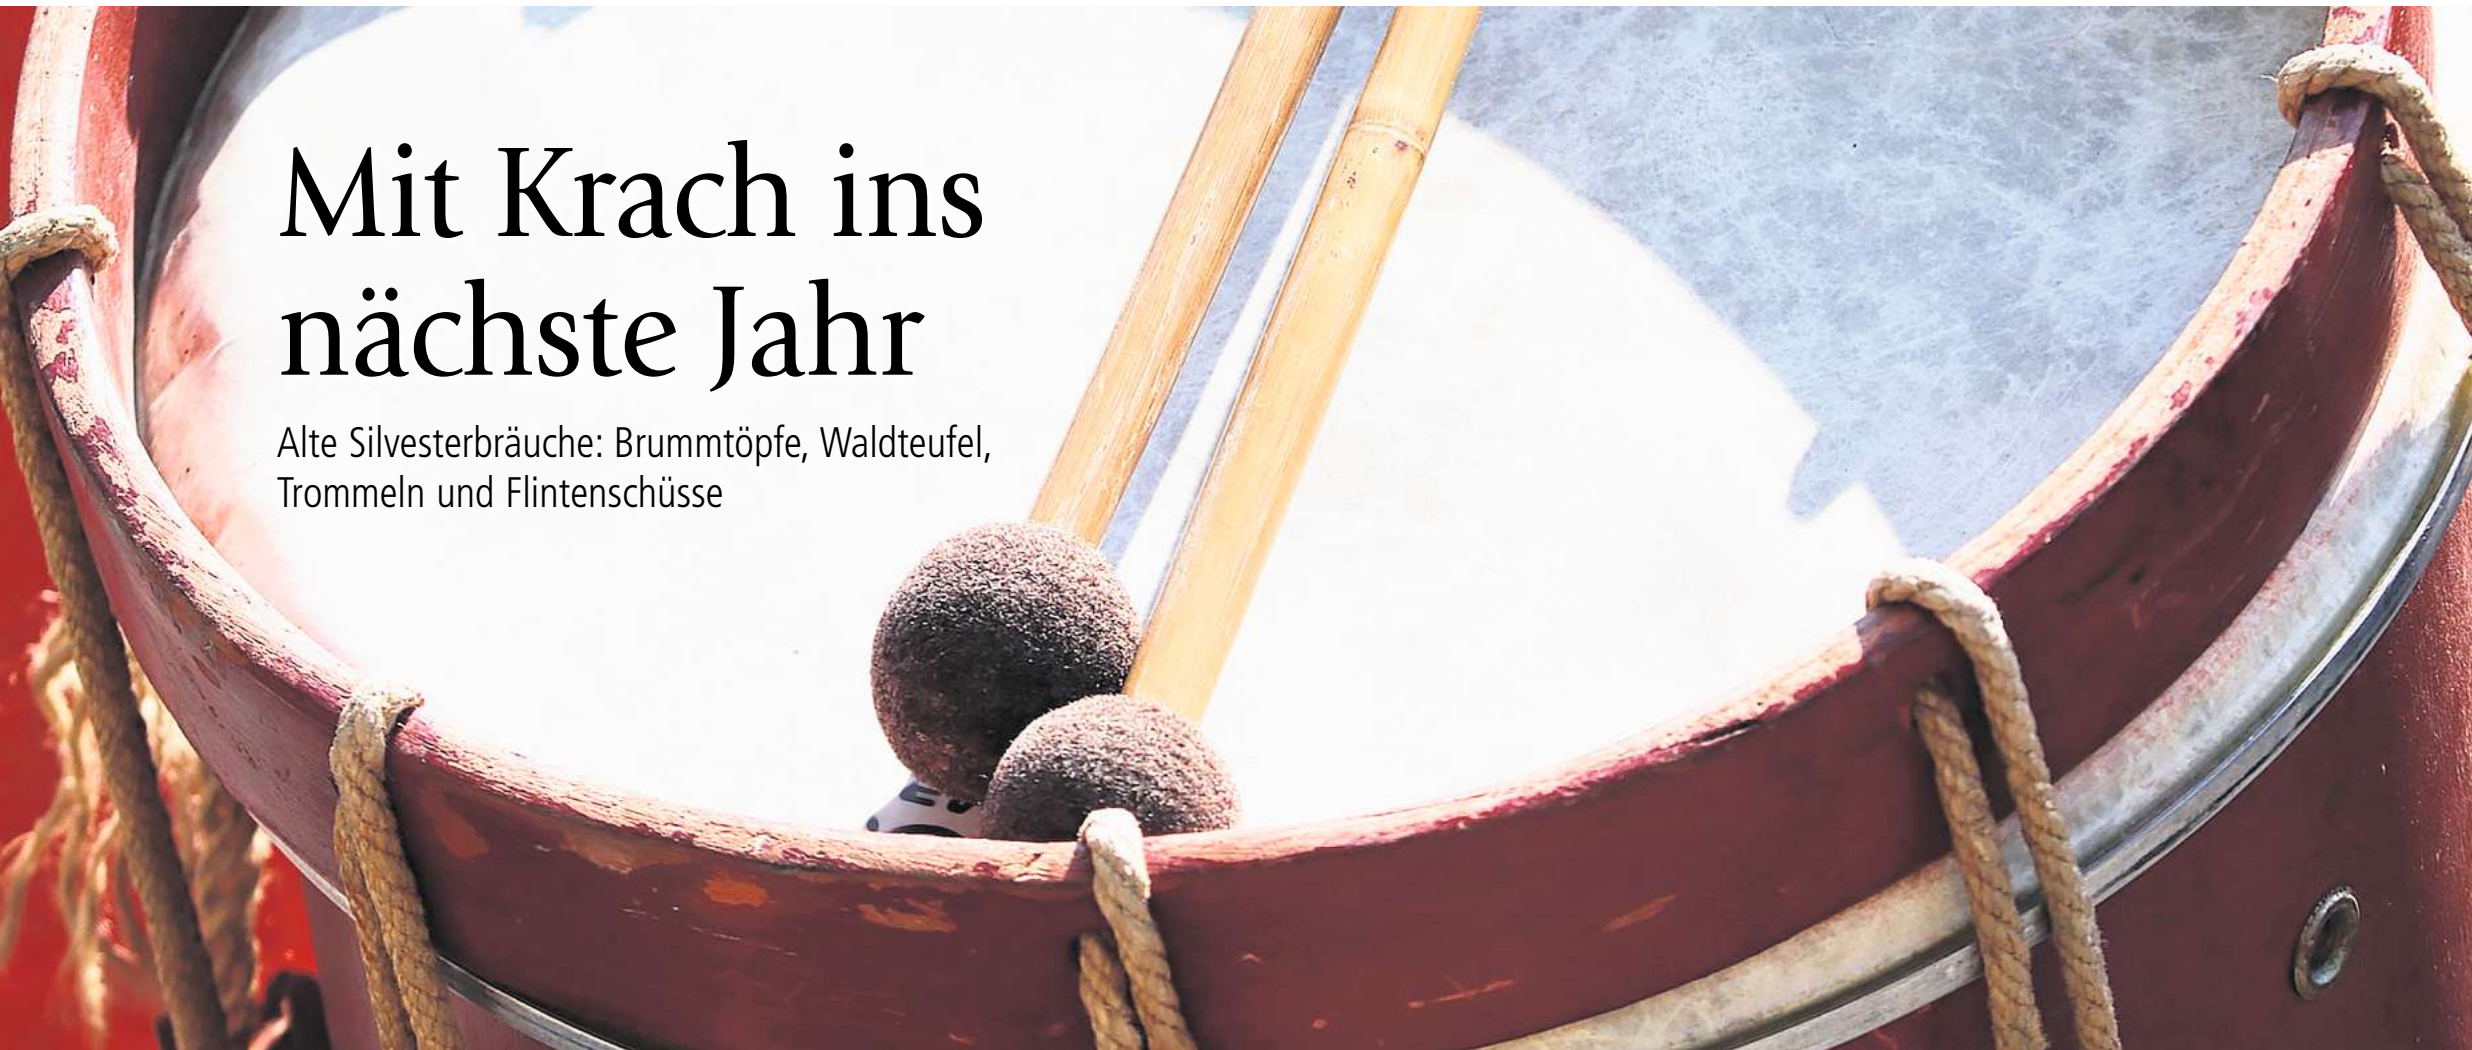 Mit Krach ins
nächste Jahr
Alte Silvesterbräuche: Brummtöpfe, Waldteufel,
Trommeln und Flintenschüsse